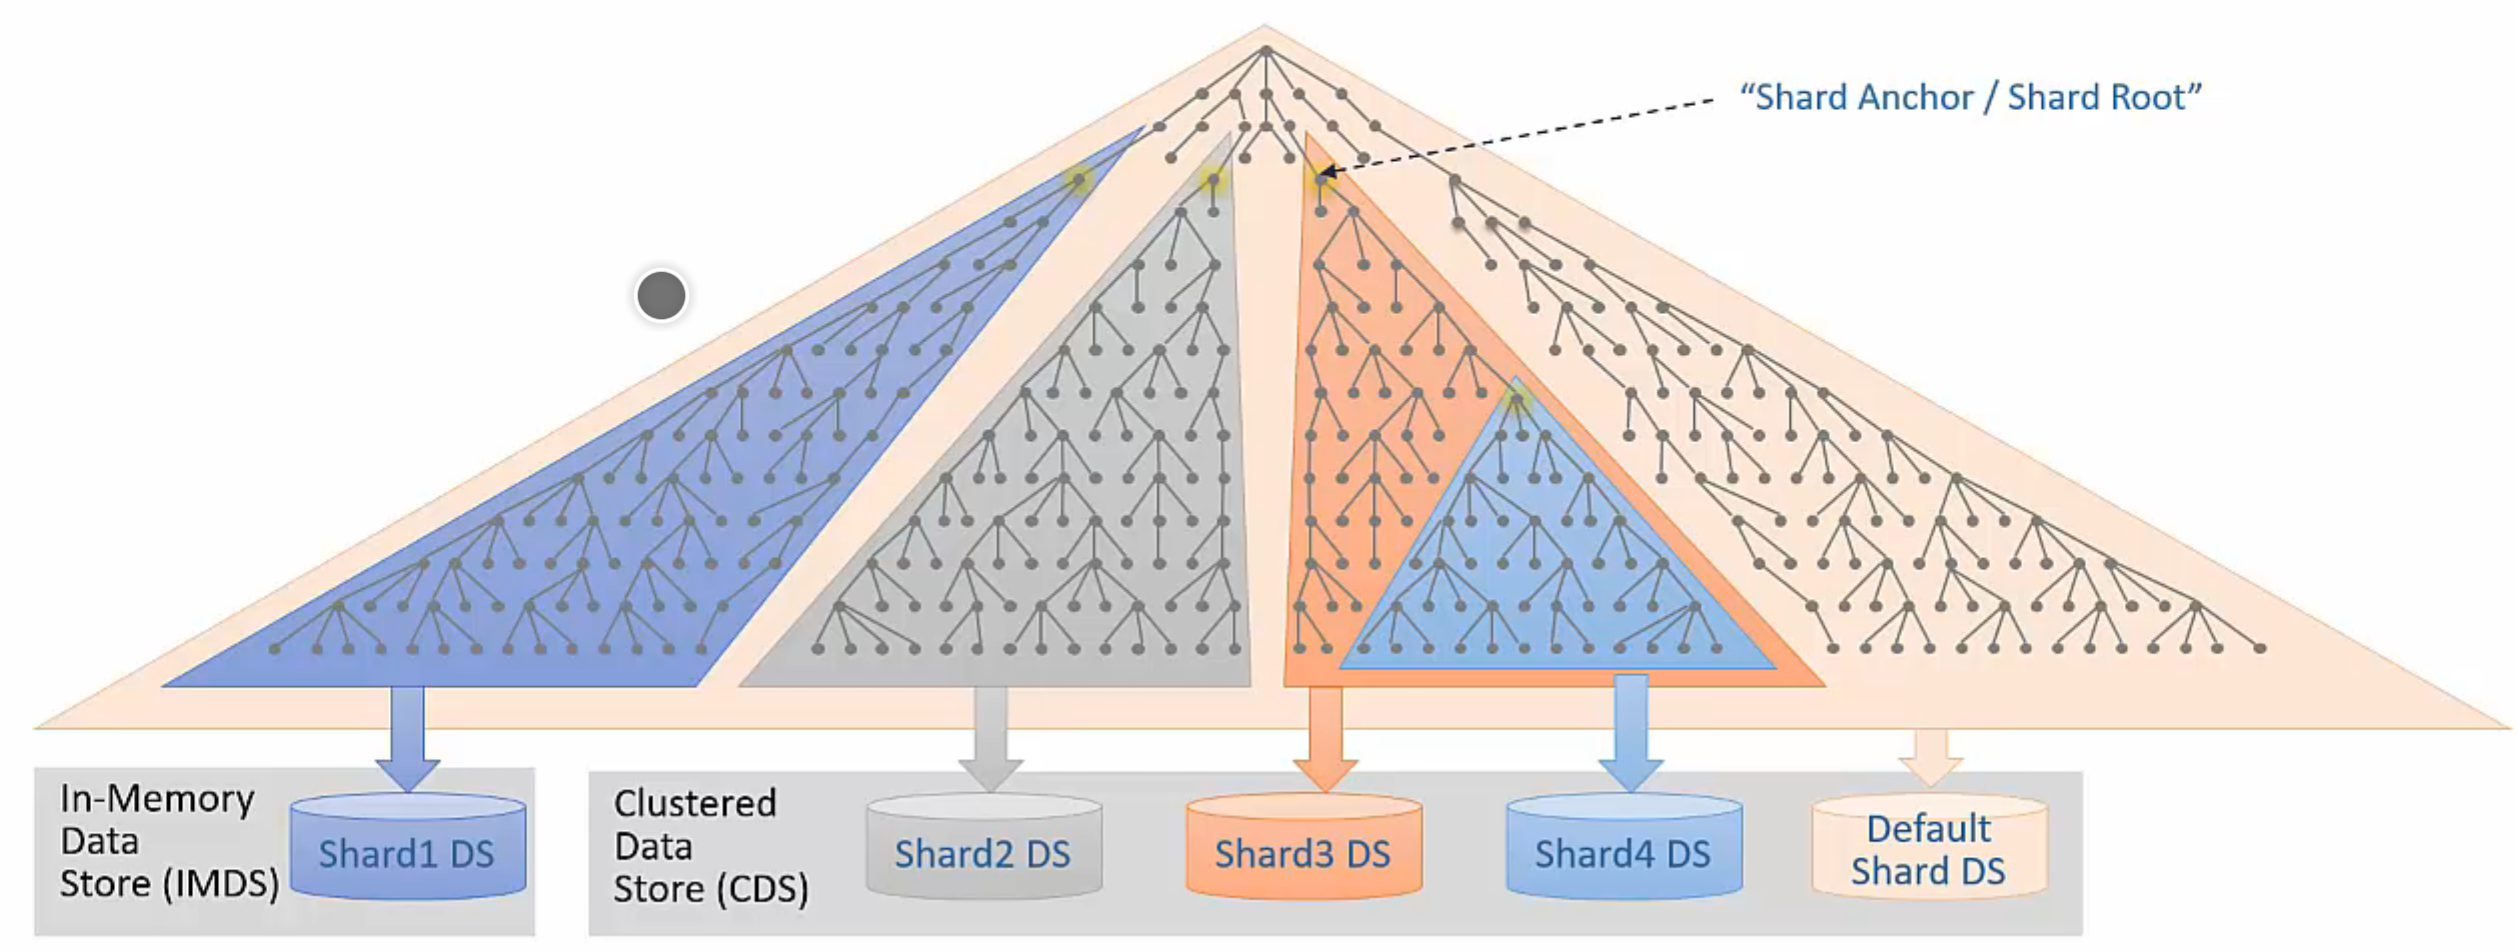 “Shard Anchor / Shard Root”
In-Memory
Data
Store (IMDS)
Shard1 DS
Clustered
Data
Store (CDS)
Shard2 DS
Shard3 DS
Shard4 DS
Default
Shard DS